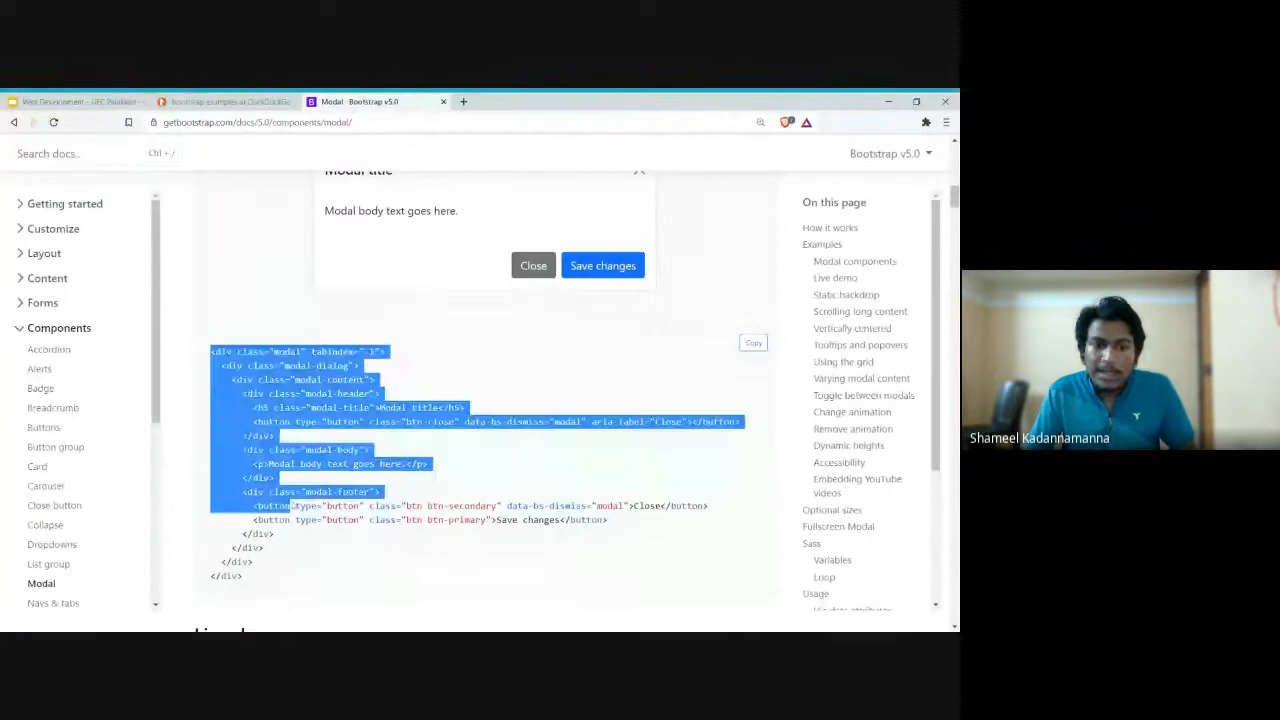 Web Development - GEC Palakkad -
bootstrap examples at DuckDuckGo
Modal · Bootstrap v5.0
getbootstrap.com/docs/5.0/components/modal/
Search docs..
Ctrl + /
Bootstrap v5.0
Getting started
Customize
Layout
Content
Forms
Components
Accordion
Alerts
Badge
Breadcrumb
Buttons
Button group
Card
Carousel
Close button
Collapse
Dropdowns
List group
Modal
Navs & tabs
Modal title
Modal body text goes here.
Close
Save changes
Copy
<div class="modal" tabindex="-1">
<div class="modal-dialog">
<div class="modal-content">
<div class="modal-header">
<h5 class="modal-title">Modal title</h5>
<button type="button" class="btn-close" data-bs-dismiss="modal" aria-label="Close"></button>
</div>
<div class="modal-body">
<p>Modal body text goes here.</p>
</div>
<div class="modal-footer">
<button type="button" class="btn btn-secondary" data-bs-dismiss="modal">Close</button>
<button type="button" class="btn btn-primary">Save changes</button>
</div>
</div>
</div>
</div>
On this page
How it works
Examples
Modal components
Live demo
Static backdrop
Scrolling long content
Vertically centered
Tooltips and popovers
Using the grid
Varying modal content
Toggle between modals
Change animation
Remove animation
Dynamic heights
Accessibility
Embedding YouTube
videos
Optional sizes
Fullscreen Modal
Sass
Variables
Loop
Usage
Shameel Kadannamanna